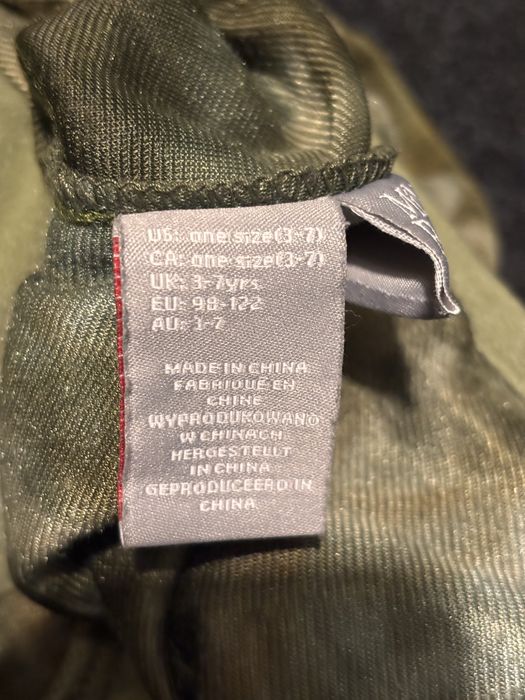 US: one size(3-7)
CA: one size(3-7)
UK: 3-7yrs
EU: 98-122
AU: 3-7
MADE IN CHINA
FABRIQUÉ EN
CHINE
WYPRODUKOWANO
W CHINACH
HERGESTELLT
IN CHINA
GEPRODUCEERD IN
CHINA